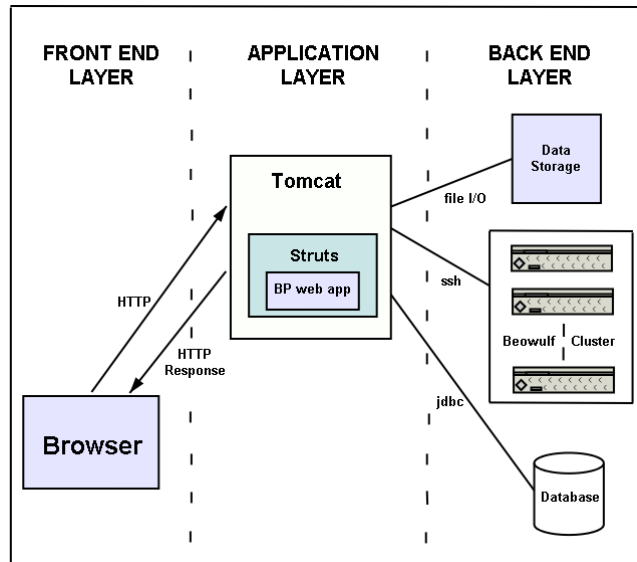 FRONT END
LAYER
APPLICATION
LAYER
BACK END
LAYER
Data
Storage
Tomcat
file I/O
Struts
BP web app
ssh
HTTP
Beowulf
Cluster
HTTP
Response
jdbc
Browser
Database